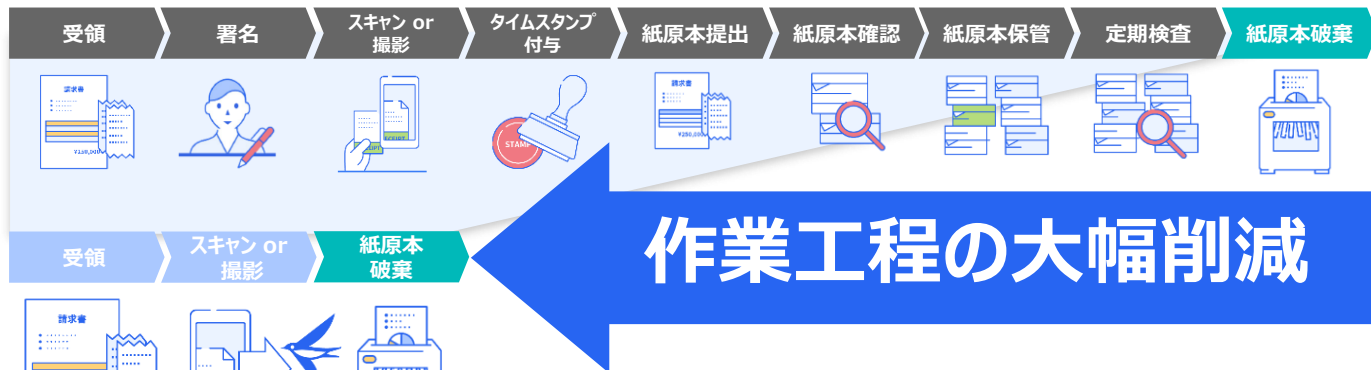 受領
署名
スキャン or
撮影
タイムスタンプ
付与
紙原本提出
紙原本確認
紙原本保管
定期検査
紙原本破棄
請求書
¥250,000
STAMP
請求書
¥250,000
作業工程の大幅削減
受領
スキャン or
撮影
紙原本
破棄
請求書